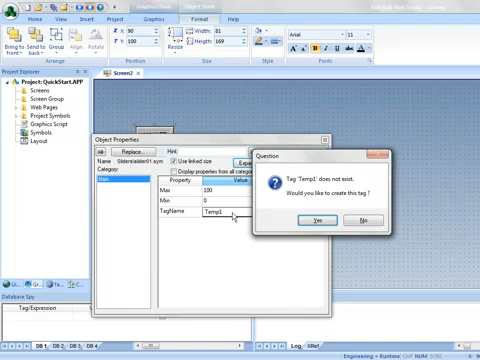 Graphics Tools
Object Tools
InduSoft Web Studio - Screen2
Home
View
Insert
Project
Graphics
Format
Help
Bring to front
Send to back
Group
Align
X: 90
Y: 100
Position
Resize
Width: 81
Heigth: 169
Size
Style
Arial
11
Fonts
Project Explorer
Project: QuickStart.APP
Screens
Screen Group
Web Pages
Project Symbols
Graphics Script
Symbols
Layout
Screen2
Object Properties
Replace...
Hint:
Name
Sliders\slider01.sym
Use linked size
Category:
Display properties from all categories
Main
Property
Value
Max
100
Min
0
TagName
Temp1
Question
Tag 'Temp1' does not exist.
Would you like to create this tag ?
Yes
No
Database Spy
Tag/Expression
DB 1
DB 2
DB 3
DB 4
Log
XRef
Engineering - Runtime
CAP
NUM
SCRL